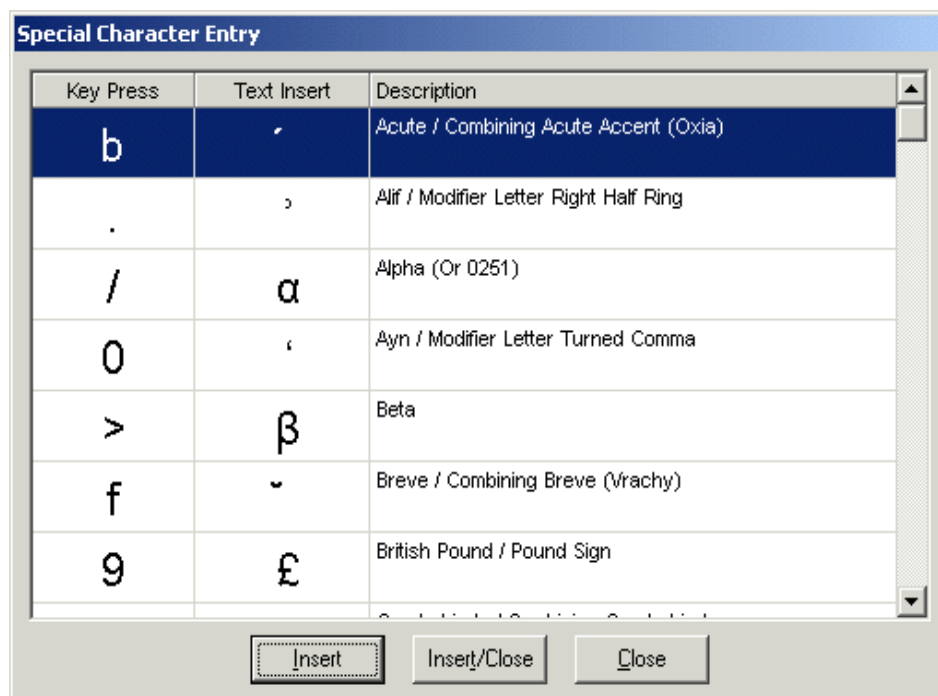 Special Character Entry
Key Press Text Insert Description
b ´ Acute / Combining Acute Accent (Oxia)
. ʾ Alif / Modifier Letter Right Half Ring
/ α Alpha (Or 0251)
0 ʻ Ayn / Modifier Letter Turned Comma
> β Beta
f ˘ Breve / Combining Breve (Vrachy)
9 £ British Pound / Pound Sign
Insert Insert/Close Close